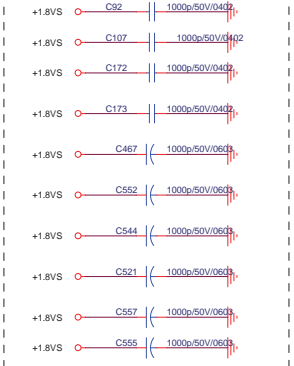 +1.8VS C92 1000p/50V/0402
+1.8VS C107 1000p/50V/0402
+1.8VS C172 1000p/50V/0402
+1.8VS C173 1000p/50V/0402
+1.8VS C467 1000p/50V/0603
+1.8VS C552 1000p/50V/0603
+1.8VS C544 1000p/50V/0603
+1.8VS C521 1000p/50V/0603
+1.8VS C557 1000p/50V/0603
+1.8VS C555 1000p/50V/0603